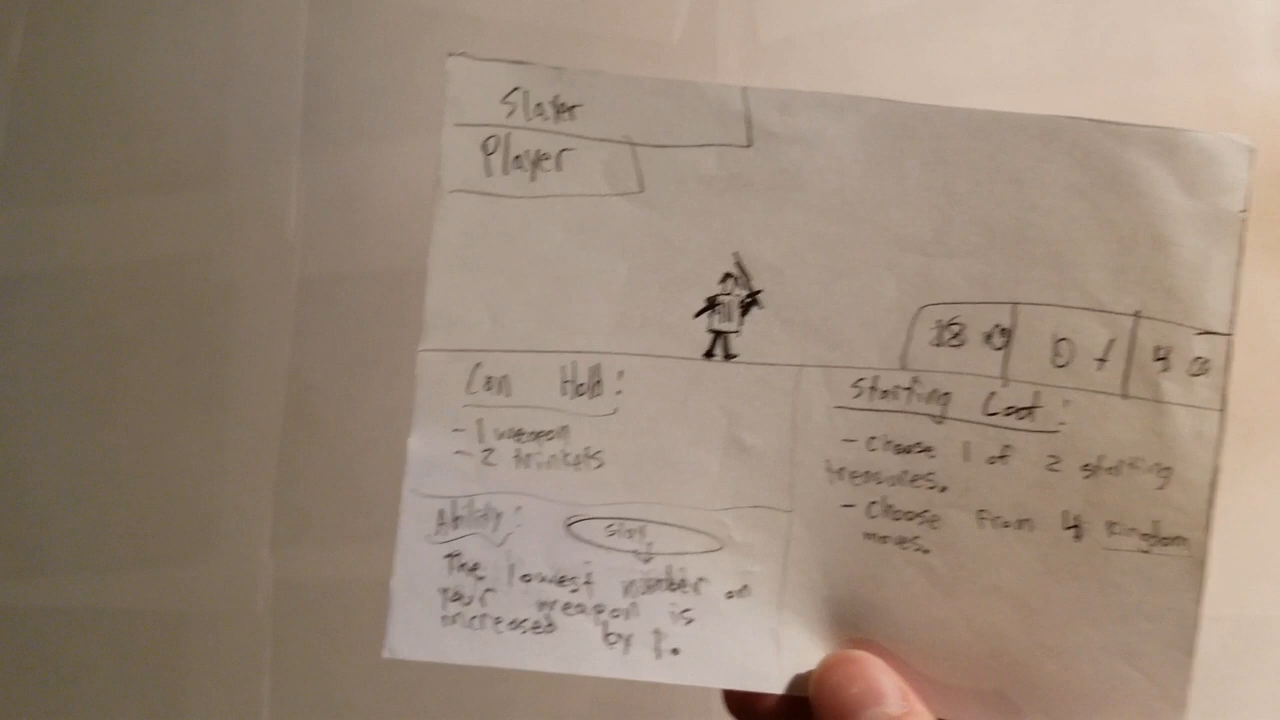 Slayer
Player
18
0
4
Can Hold:
- 1 weapon
- 2 trinkets
Starting Loot:
- Choose 1 of 2 starting
treasures.
- Choose from 4 kingdom
moves.
Ability:
slay
The lowest number on
your weapon is
increased by 1.